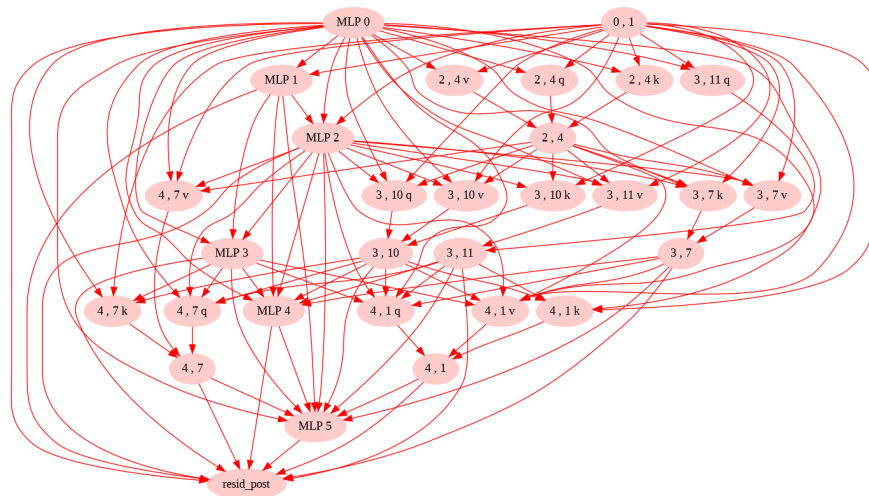 MLP 0
0 , 1
MLP 1
2 , 4 v
2 , 4 q
2 , 4 k
3 , 11 q
MLP 2
2 , 4
4 , 7 v
3 , 10 q
3 , 10 v
3 , 10 k
3 , 11 v
3 , 7 k
3 , 7 v
MLP 3
3 , 10
3 , 11
3 , 7
4 , 7 k
4 , 7 q
MLP 4
4 , 1 q
4 , 1 v
4 , 1 k
4 , 7
4 , 1
MLP 5
resid_post